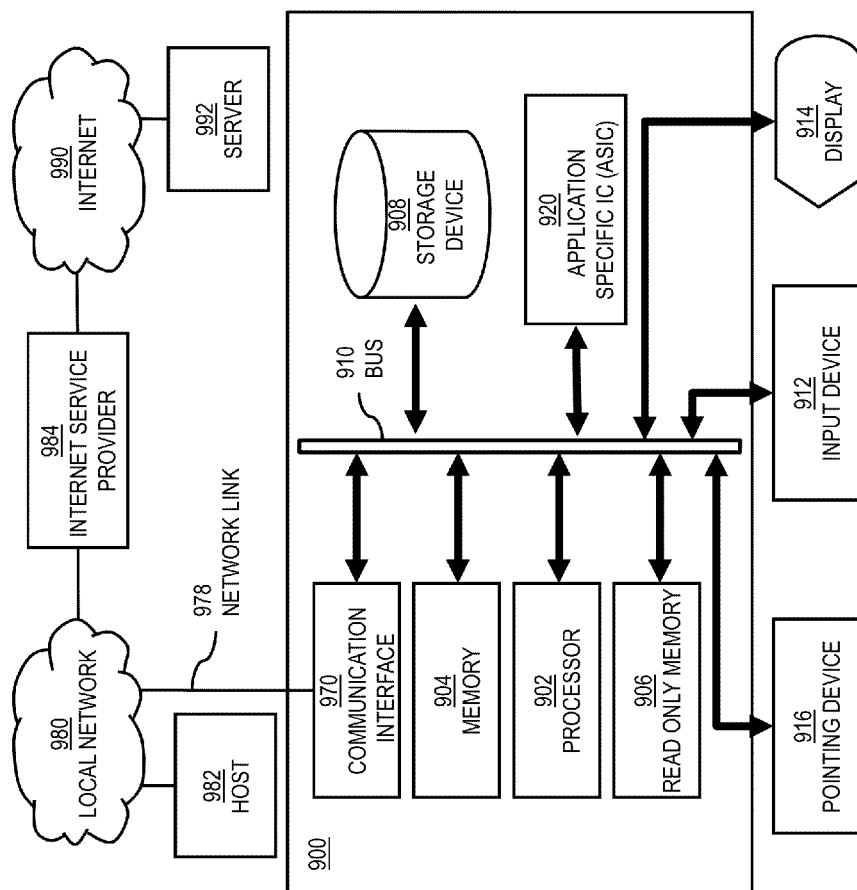 980
LOCAL NETWORK
984
INTERNET SERVICE
PROVIDER
990
INTERNET
982
HOST
978
NETWORK LINK
992
SERVER
900
970
COMMUNICATION
INTERFACE
904
MEMORY
902
PROCESSOR
906
READ ONLY MEMORY
910
BUS
908
STORAGE
DEVICE
920
APPLICATION
SPECIFIC IC (ASIC)
916
POINTING DEVICE
912
INPUT DEVICE
914
DISPLAY